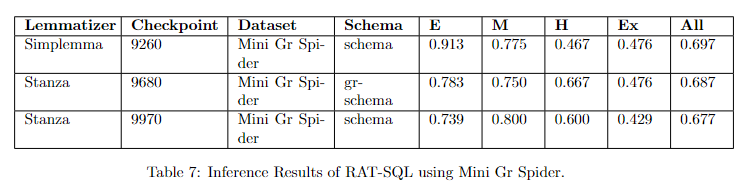 Lemmatizer Checkpoint Dataset Schema E M H Ex All
Simplemma 9260 Mini Gr Spi- schema 0.913 0.775 0.467 0.476 0.697
der
Stanza 9680 Mini Gr Spi- gr- 0.783 0.750 0.667 0.476 0.687
der schema
Stanza 9970 Mini Gr Spi- schema 0.739 0.800 0.600 0.429 0.677
der
Table 7: Inference Results of RAT-SQL using Mini Gr Spider.